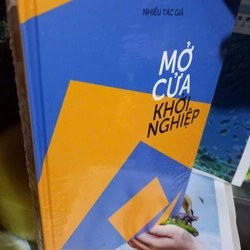 NHIỀU TÁC GIẢ
MỞ
CỬA
KHỞI
NGHIỆP